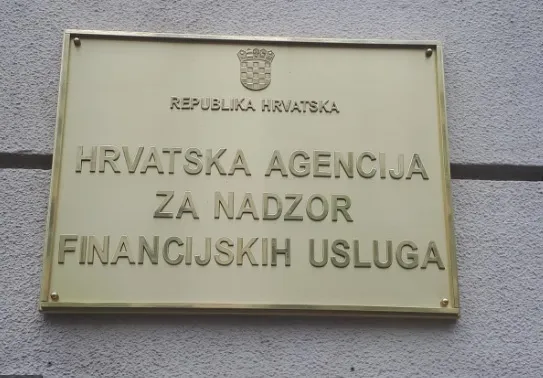 REPUBLIKA HRVATSKA
HRVATSKA AGENCIJA
ZA NADZOR
FINANCIJSKIH USLUGA